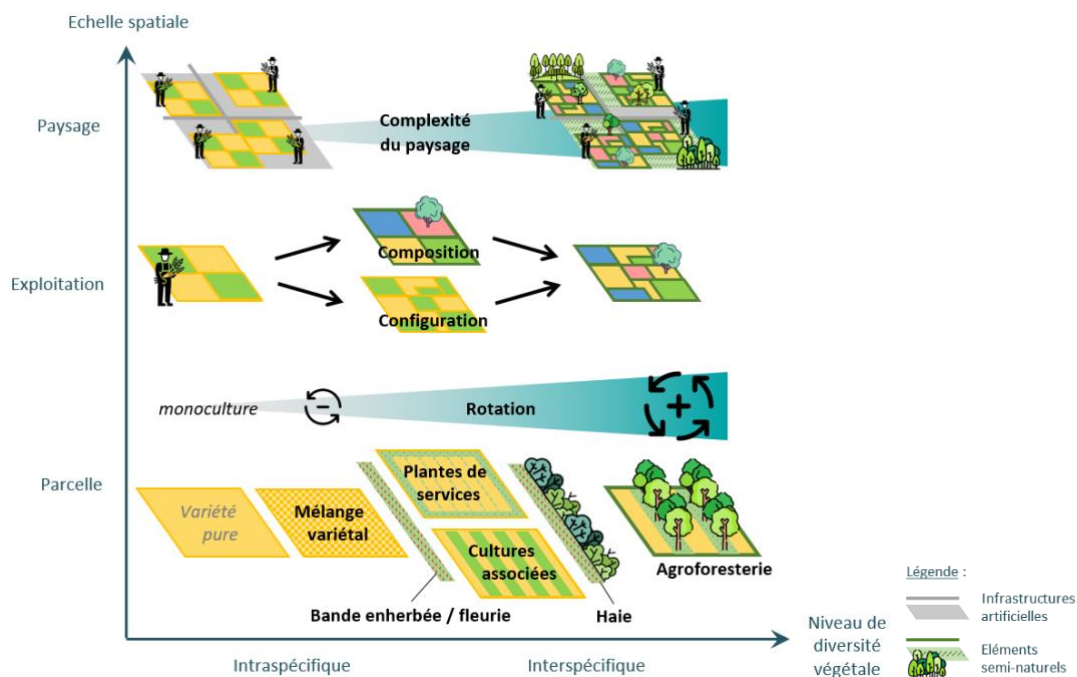 Echelle spatiale
Paysage
Complexité
du paysage
Exploitation
Composition
Configuration
monoculture
Rotation
Parcelle
Variété
pure
Mélange
variétal
Plantes de
services
Cultures
associées
Agroforesterie
Bande enherbée / fleurie
Haie
Intraspécifique
Interspécifique
Niveau de
diversité
végétale
Légende :
Infrastructures
artificielles
Eléments
semi-naturels